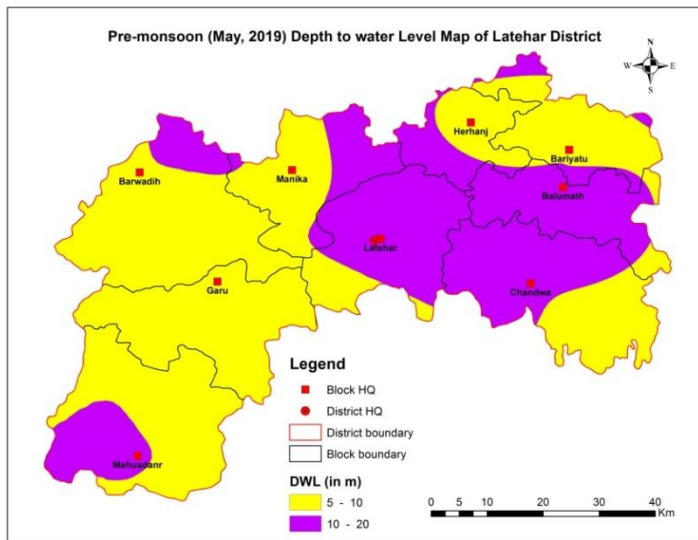 Pre-monsoon (May, 2019) Depth to water Level Map of Latehar District
N
W E
S
Herhanj
Bariyatu
Barwadih
Manika
Balumath
Latehar
Garu
Chandwa
Mahuadanr
Legend
Block HQ
District HQ
District boundary
Block boundary
DWL (in m)
5 - 10
10 - 20
0 5 10 20 30 40
Km